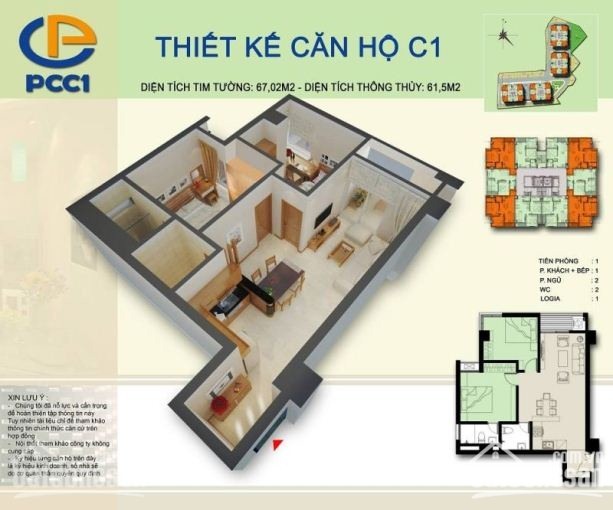 PCC1
THIẾT KẾ CĂN HỘ C1
DIỆN TÍCH TIM TƯỜNG: 67,02M2 - DIỆN TÍCH THÔNG THỦY: 61,5M2
TIỀN PHÒNG : 1
P. KHÁCH + BẾP : 1
P. NGỦ : 2
WC : 2
LOGIA : 1
XIN LƯU Ý :
- Chúng tôi đã nỗ lực và cẩn trọng
để hoàn thiện tập thông tin này
Tuy nhiên tài liệu chỉ để tham khảo
thông tin chính thức căn cứ trên
hợp đồng
- Nội thất tham khảo công ty không
cung cấp
- Ký hiệu từng căn hộ trên đây
là ký hiệu kinh doanh, số nhà sẽ
do cơ quan thẩm quyền quy định